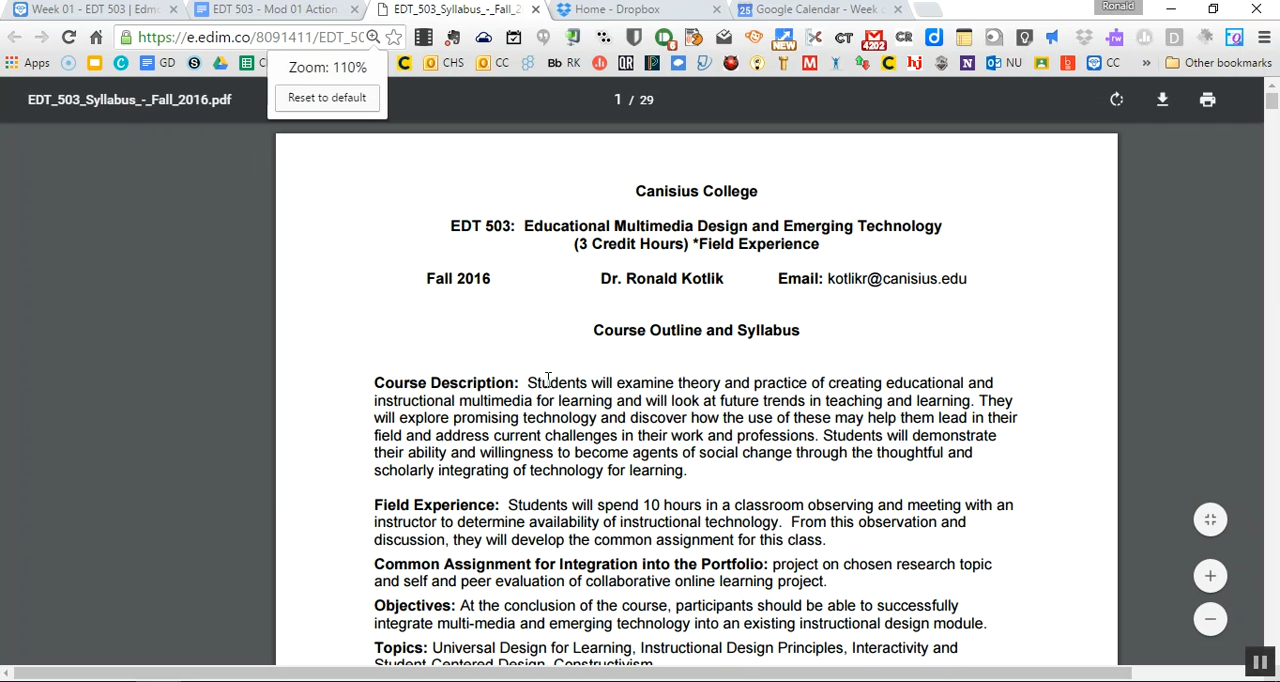 Week 01 - EDT 503 | Edm
EDT 503 - Mod 01 Action
EDT_503_Syllabus_-_Fall_2
Home - Dropbox
Google Calendar - Week
Ronald
https://e.edim.co/8091411/EDT_50
Zoom: 110%
Reset to default
Apps
GD
CHS
CC
Bb RK
NU
CC
Other bookmarks
EDT_503_Syllabus_-_Fall_2016.pdf
1 / 29
Canisius College
EDT 503: Educational Multimedia Design and Emerging Technology
(3 Credit Hours) *Field Experience
Fall 2016 Dr. Ronald Kotlik Email: kotlikr@canisius.edu
Course Outline and Syllabus
Course Description: Students will examine theory and practice of creating educational and
instructional multimedia for learning and will look at future trends in teaching and learning. They
will explore promising technology and discover how the use of these may help them lead in their
field and address current challenges in their work and professions. Students will demonstrate
their ability and willingness to become agents of social change through the thoughtful and
scholarly integrating of technology for learning.
Field Experience: Students will spend 10 hours in a classroom observing and meeting with an
instructor to determine availability of instructional technology. From this observation and
discussion, they will develop the common assignment for this class.
Common Assignment for Integration into the Portfolio: project on chosen research topic
and self and peer evaluation of collaborative online learning project.
Objectives: At the conclusion of the course, participants should be able to successfully
integrate multi-media and emerging technology into an existing instructional design module.
Topics: Universal Design for Learning, Instructional Design Principles, Interactivity and
Student-Centered Design, Constructivism